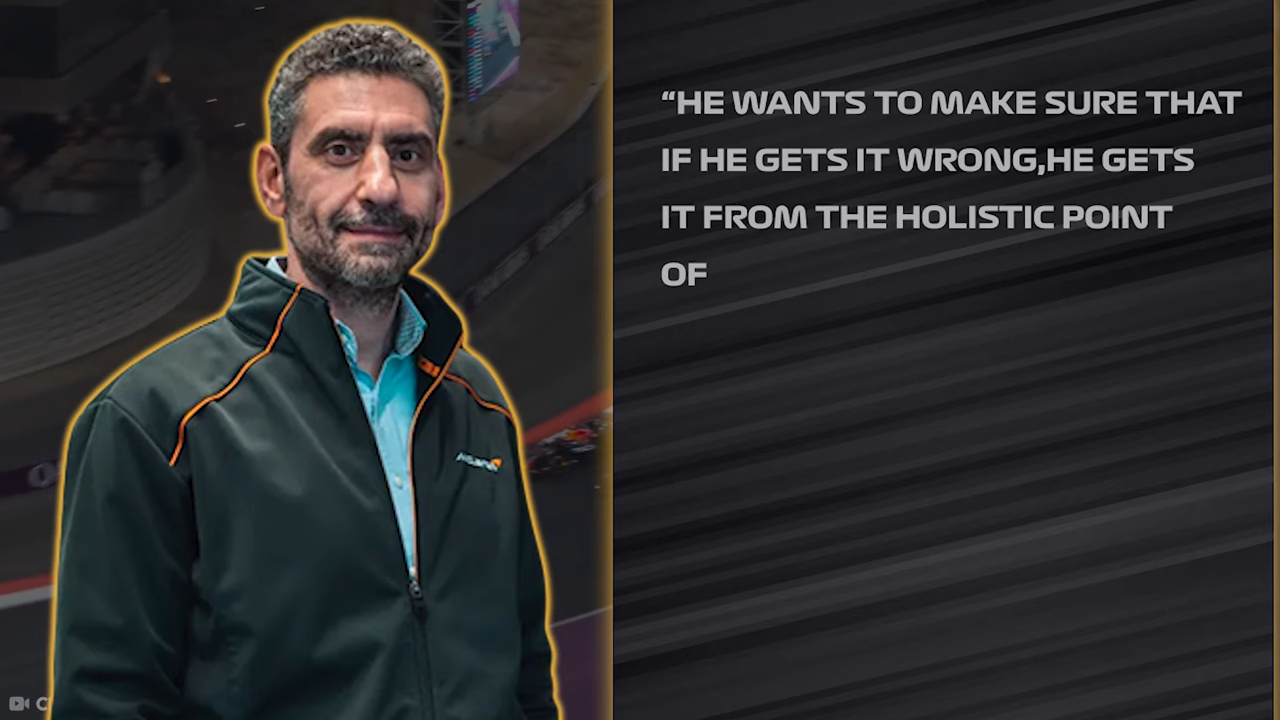 “HE WANTS TO MAKE SURE THAT
IF HE GETS IT WRONG,HE GETS
IT FROM THE HOLISTIC POINT
OF
McLaren